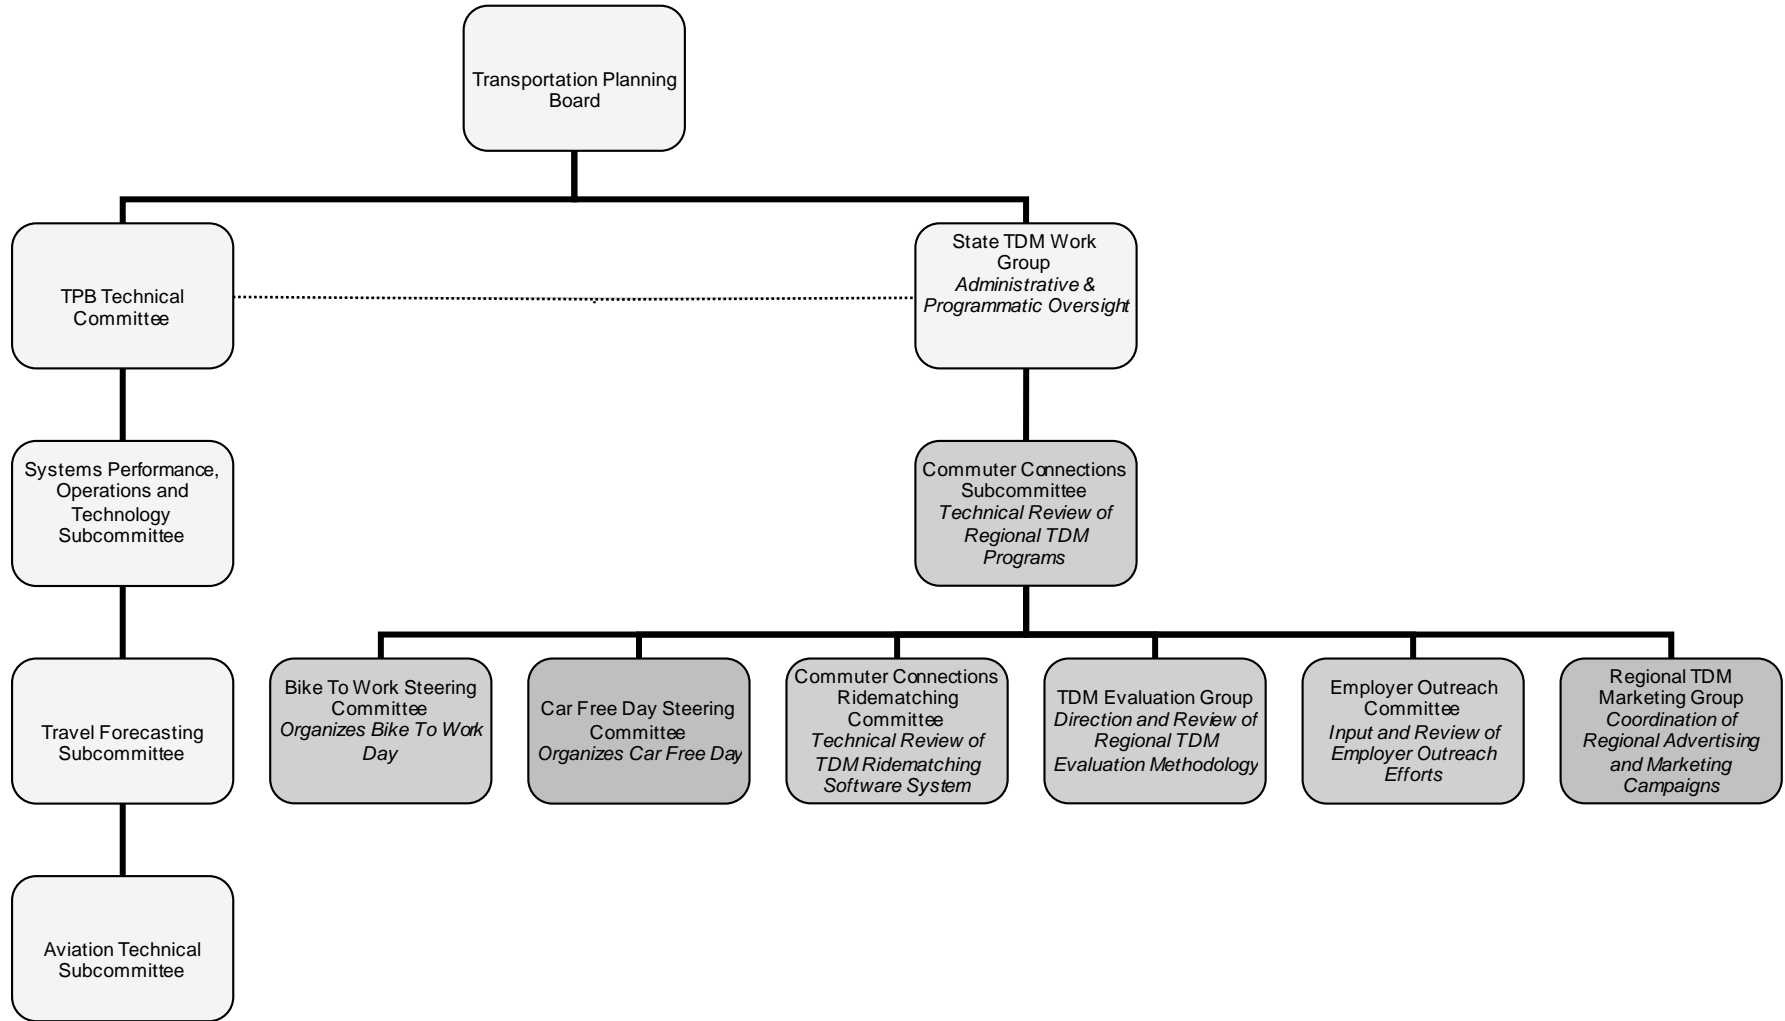 Transportation Planning
Board
TPB Technical
Committee
State TDM Work
Group
Administrative &
Programmatic Oversight
Systems Performance,
Operations and
Technology
Subcommittee
Commuter Connections
Subcommittee
Technical Review of
Regional TDM
Programs
Travel Forecasting
Subcommittee
Bike To Work Steering
Committee
Organizes Bike To Work
Day
Car Free Day Steering
Committee
Organizes Car Free Day
Commuter Connections
Ridematching
Committee
Technical Review of
TDM Ridematching
Software System
TDM Evaluation Group
Direction and Review of
Regional TDM
Evaluation Methodology
Employer Outreach
Committee
Input and Review of
Employer Outreach
Efforts
Regional TDM
Marketing Group
Coordination of
Regional Advertising
and Marketing
Campaigns
Aviation Technical
Subcommittee